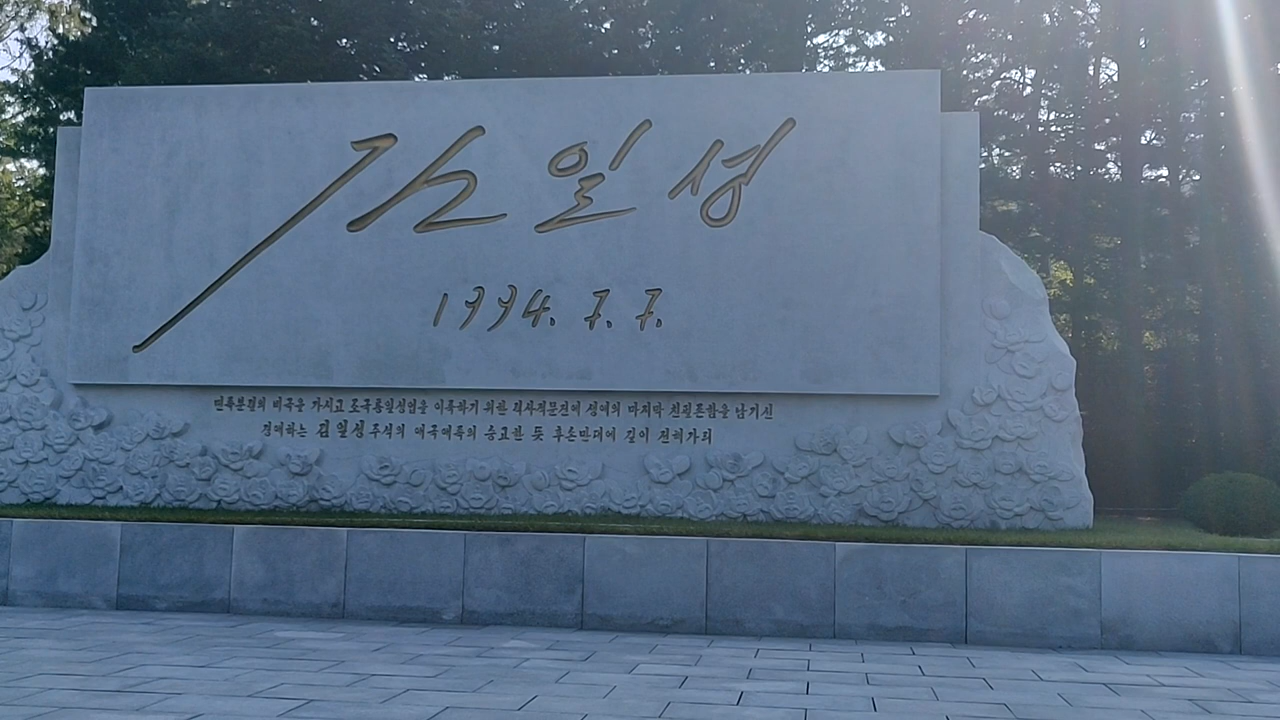 김일성
1994. 7. 7.
민족분렬의 비극을 가시고 조국통일성업을 이룩하기 위한 력사적문건에 생애의 마지막 친필존함을 남기신
경애하는 김일성주석의 애국애족의 숭고한 뜻 후손만대에 길이 전해가리